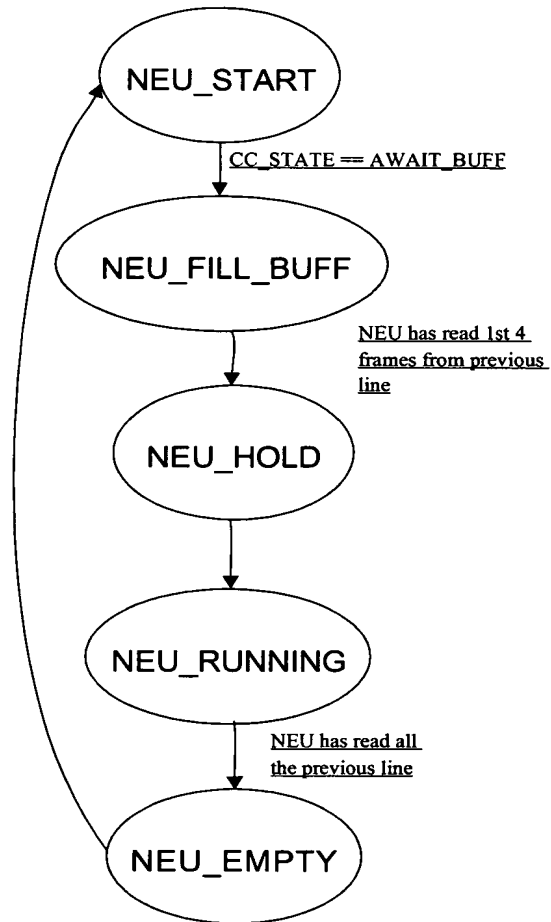 NEU_START
CC_STATE == AWAIT_BUFF
NEU_FILL_BUFF
NEU has read 1st 4
frames from previous
line
NEU_HOLD
NEU_RUNNING
NEU has read all
the previous line
NEU_EMPTY